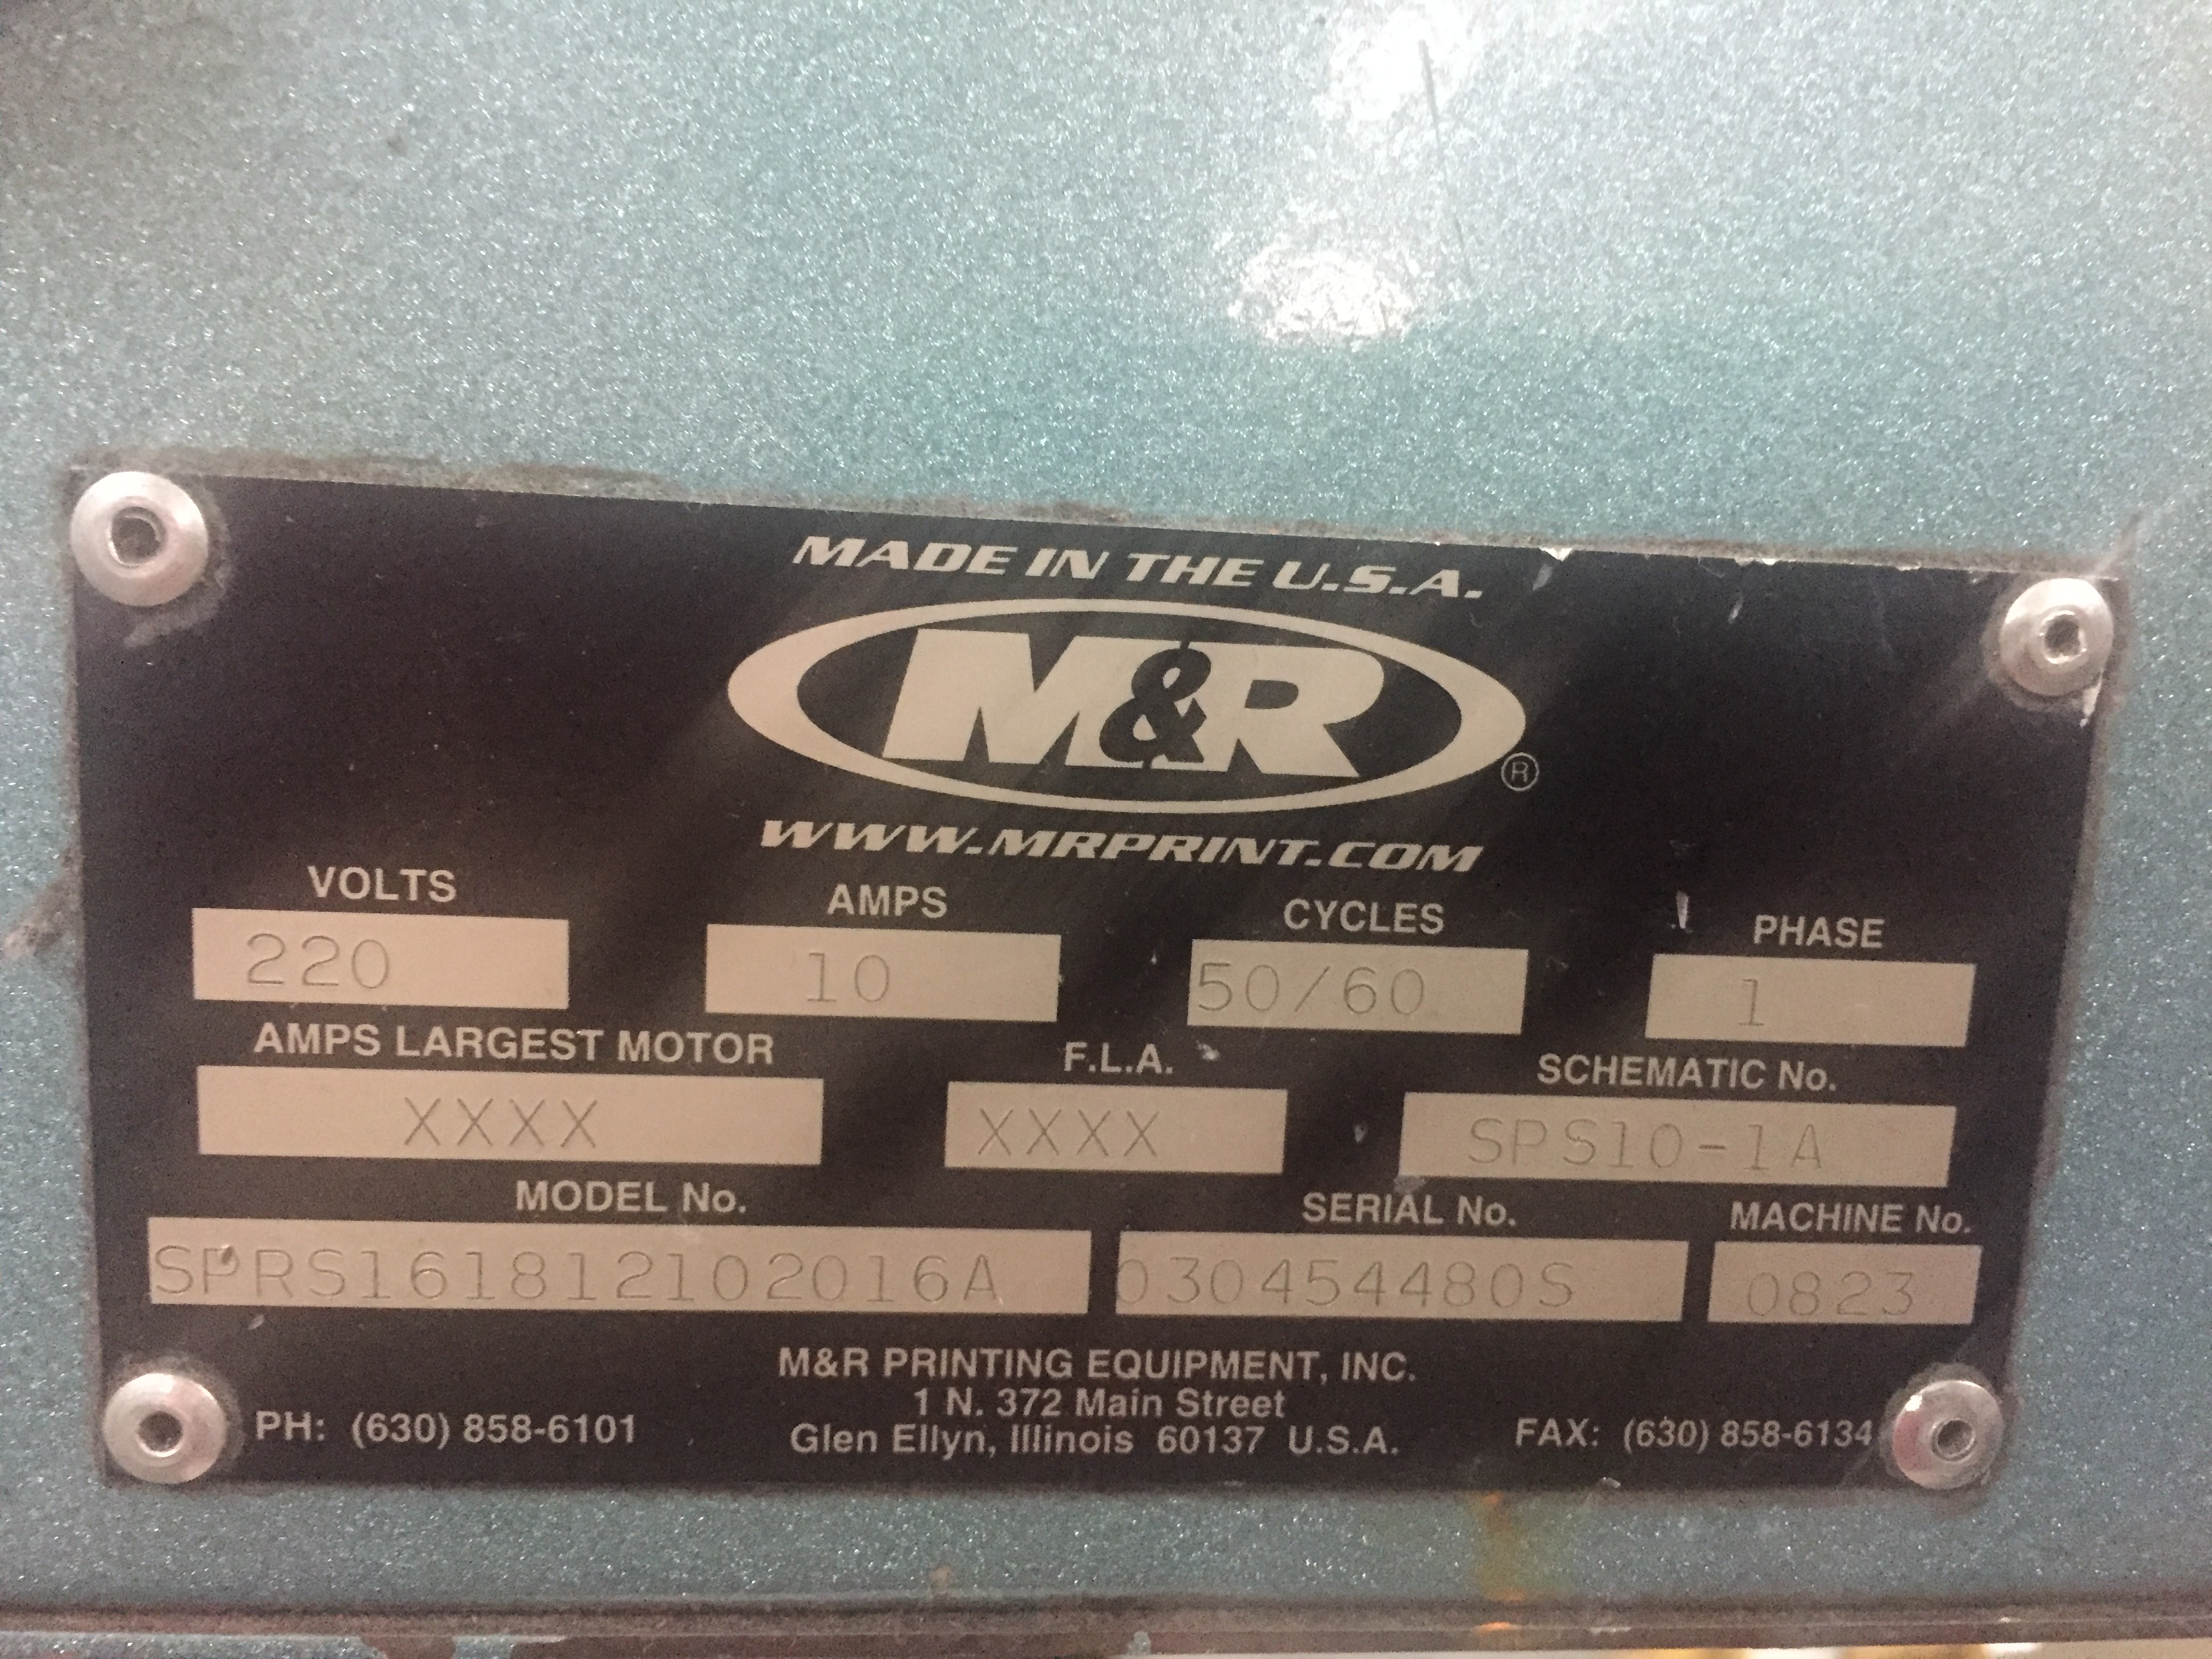 MADE IN THE U.S.A.
M&R ®
WWW.MRPRINT.COM
VOLTS AMPS CYCLES PHASE
220 10 50/60 1
AMPS LARGEST MOTOR F.L.A. SCHEMATIC No.
XXXX XXXX SPS10-1A
MODEL No. SERIAL No. MACHINE No.
SPRS161812102016A 030454480S 0823
M&R PRINTING EQUIPMENT, INC.
1 N. 372 Main Street
PH: (630) 858-6101 Glen Ellyn, Illinois 60137 U.S.A. FAX: (630) 858-6134